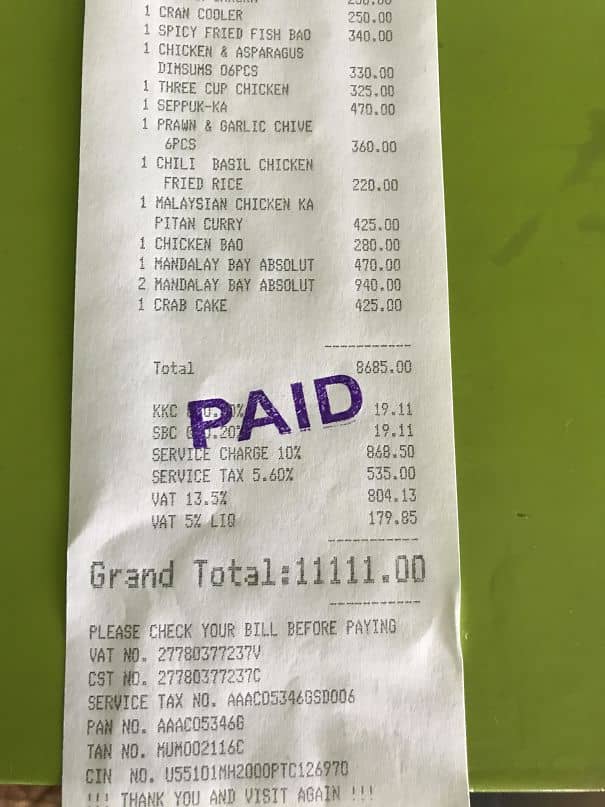 1 CRAN COOLER 250.00
1 SPICY FRIED FISH BAO 340.00
1 CHICKEN & ASPARAGUS
DIMSUMS 06PCS 330.00
1 THREE CUP CHICKEN 325.00
1 SEPPUK-KA 470.00
1 PRAWN & GARLIC CHIVE
6PCS 360.00
1 CHILI BASIL CHICKEN
FRIED RICE 220.00
1 MALAYSIAN CHICKEN KA
PITAN CURRY 425.00
1 CHICKEN BAO 280.00
1 MANDALAY BAY ABSOLUT 470.00
2 MANDALAY BAY ABSOLUT 940.00
1 CRAB CAKE 425.00
Total 8685.00
PAID
KKC 19.11
SBC 19.11
SERVICE CHARGE 10% 868.50
SERVICE TAX 5.60% 535.00
VAT 13.5% 804.13
VAT 5% LIQ 179.85
Grand Total:11111.00
PLEASE CHECK YOUR BILL BEFORE PAYING
VAT NO. 27780377237V
CST NO. 27780377237C
SERVICE TAX NO. AAACO5346GSD006
PAN NO. AAACO5346G
TAN NO. MUMO02116C
CIN NO. U55101MH2000PTC126970
!!! THANK YOU AND VISIT AGAIN !!!